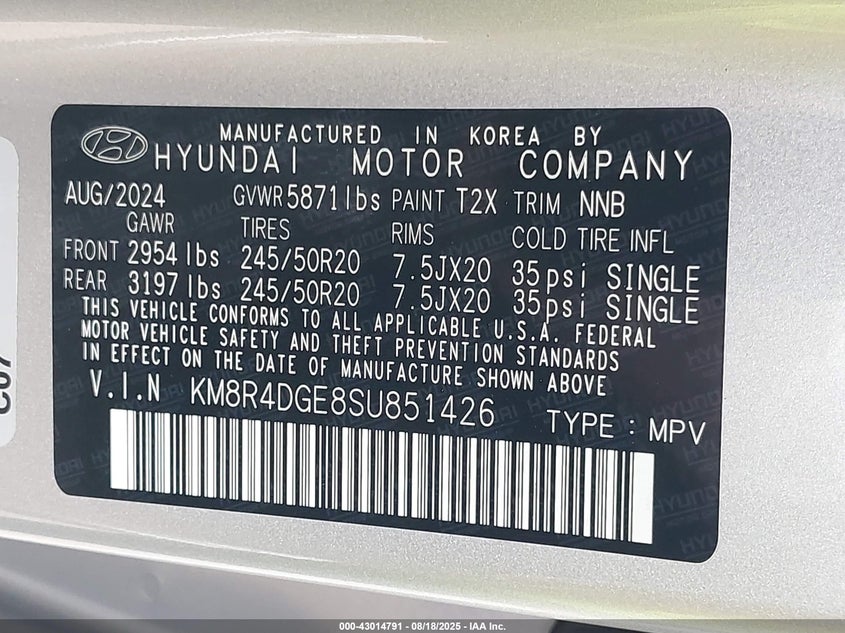 MANUFACTURED IN KOREA BY
HYUNDAI MOTOR COMPANY
AUG/2024 GVWR 5871lbs PAINT T2X TRIM NNB
GAWR TIRES RIMS COLD TIRE INFL
FRONT 2954 lbs 245/50R20 7.5JX20 35psi SINGLE
REAR 3197 lbs 245/50R20 7.5JX20 35psi SINGLE
THIS VEHICLE CONFORMS TO ALL APPLICABLE U.S.A. FEDERAL
MOTOR VEHICLE SAFETY AND THEFT PREVENTION STANDARDS
IN EFFECT ON THE DATE OF MANUFACTURE SHOWN ABOVE
V.I.N KM8R4DGE8SU851426 TYPE : MPV
000-43014791 - 08/18/2025 - IAA Inc.